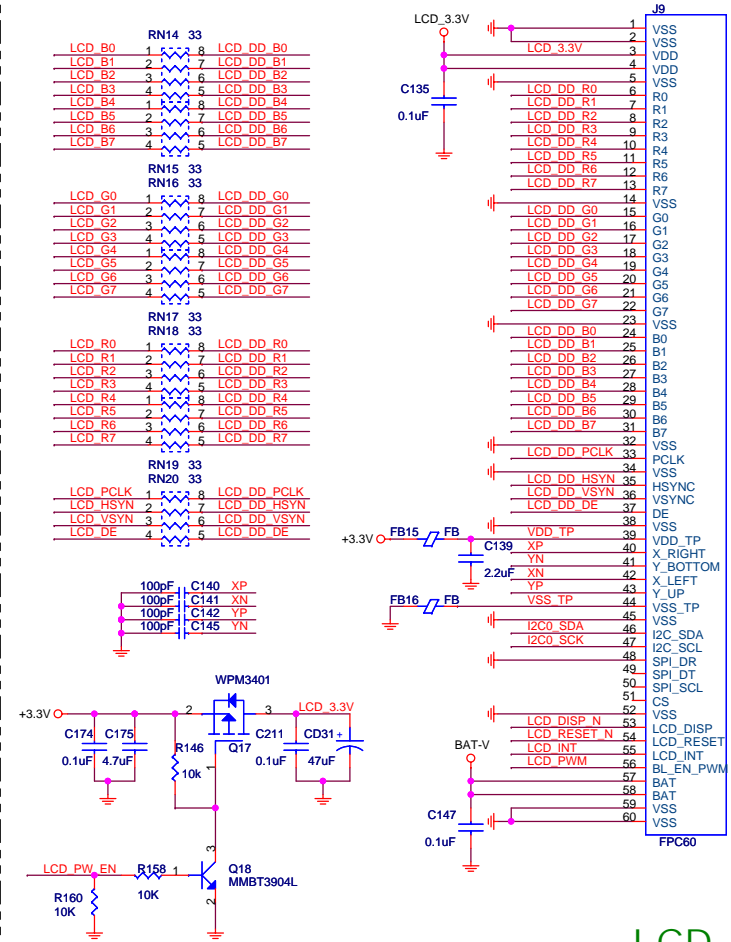 RN14 33
LCD_B0 1 8 LCD_DD_B0
LCD_B1 2 7 LCD_DD_B1
LCD_B2 3 6 LCD_DD_B2
LCD_B3 4 5 LCD_DD_B3
LCD_B4 1 8 LCD_DD_B4
LCD_B5 2 7 LCD_DD_B5
LCD_B6 3 6 LCD_DD_B6
LCD_B7 4 5 LCD_DD_B7
RN15 33
RN16 33
LCD_G0 1 8 LCD_DD_G0
LCD_G1 2 7 LCD_DD_G1
LCD_G2 3 6 LCD_DD_G2
LCD_G3 4 5 LCD_DD_G3
LCD_G4 1 8 LCD_DD_G4
LCD_G5 2 7 LCD_DD_G5
LCD_G6 3 6 LCD_DD_G6
LCD_G7 4 5 LCD_DD_G7
RN17 33
RN18 33
LCD_R0 1 8 LCD_DD_R0
LCD_R1 2 7 LCD_DD_R1
LCD_R2 3 6 LCD_DD_R2
LCD_R3 4 5 LCD_DD_R3
LCD_R4 1 8 LCD_DD_R4
LCD_R5 2 7 LCD_DD_R5
LCD_R6 3 6 LCD_DD_R6
LCD_R7 4 5 LCD_DD_R7
RN19 33
RN20 33
LCD_PCLK 1 8 LCD_DD_PCLK
LCD_HSYN 2 7 LCD_DD_HSYN
LCD_VSYN 3 6 LCD_DD_VSYN
LCD_DE 4 5 LCD_DD_DE
100pF C140 XP
100pF C141 XN
100pF C142 YP
100pF C145 YN
WPM3401
+3.3V 2 3 LCD_3.3V
C174 C175 R146 Q17 C211 CD31 +
0.1uF 4.7uF 10k 1 0.1uF 47uF
3
LCD_PW_EN R158 1 Q18
10K MMBT3904L
R160 2
10K
J9
LCD_3.3V
1 VSS
2 VSS
LCD_3.3V 3 VDD
4 VDD
C135
0.1uF
5 VSS
LCD_DD_R0 6 R0
LCD_DD_R1 7 R1
LCD_DD_R2 8 R2
LCD_DD_R3 9 R3
LCD_DD_R4 10 R4
LCD_DD_R5 11 R5
LCD_DD_R6 12 R6
LCD_DD_R7 13 R7
14 VSS
LCD_DD_G0 15 G0
LCD_DD_G1 16 G1
LCD_DD_G2 17 G2
LCD_DD_G3 18 G3
LCD_DD_G4 19 G4
LCD_DD_G5 20 G5
LCD_DD_G6 21 G6
LCD_DD_G7 22 G7
23 VSS
LCD_DD_B0 24 B0
LCD_DD_B1 25 B1
LCD_DD_B2 26 B2
LCD_DD_B3 27 B3
LCD_DD_B4 28 B4
LCD_DD_B5 29 B5
LCD_DD_B6 30 B6
LCD_DD_B7 31 B7
32 VSS
LCD_DD_PCLK 33 PCLK
34 VSS
LCD_DD_HSYN 35 HSYNC
LCD_DD_VSYN 36 VSYNC
LCD_DD_DE 37 DE
38 VSS
+3.3V FB15 FB VDD_TP 39 VDD_TP
C139 XP 40 X_RIGHT
YN 41 Y_BOTTOM
2.2uF XN 42 X_LEFT
YP 43 Y_UP
FB16 FB VSS_TP 44 VSS_TP
45 VSS
I2C0_SDA 46 I2C_SDA
I2C0_SCK 47 I2C_SCL
48 SPI_DR
49 SPI_DT
50 SPI_SCL
51 CS
52 VSS
LCD_DISP_N 53 LCD_DISP
LCD_RESET_N 54 LCD_RESET
LCD_INT 55 LCD_INT
LCD_PWM 56 BL_EN_PWM
BAT-V
57 BAT
58 BAT
59 VSS
60 VSS
C147
0.1uF
FPC60
LCD